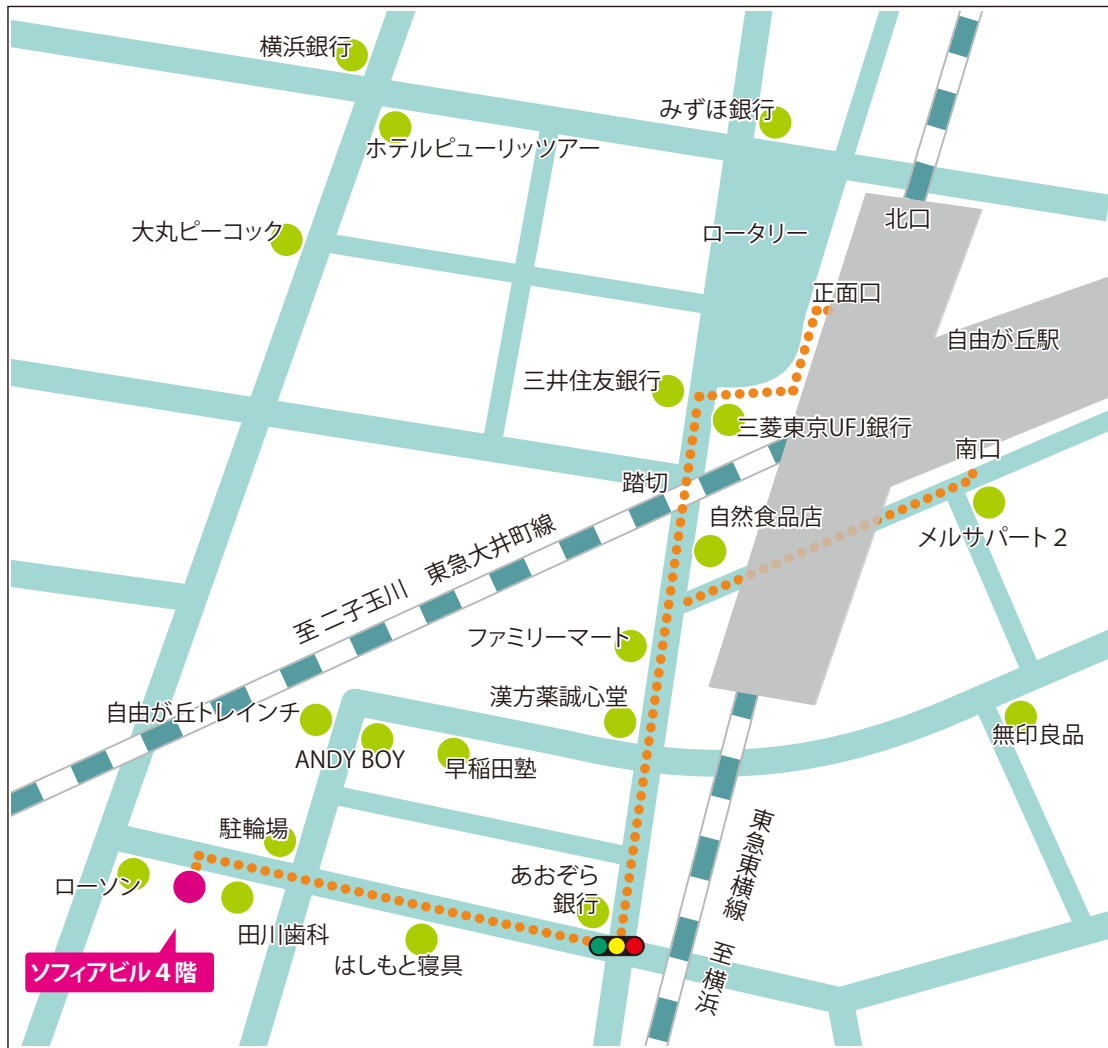 横浜銀行
みずほ銀行
ホテルピューリッツアー
大丸ピーコック
ロータリー
北口
正面口
自由が丘駅
三井住友銀行
三菱東京UFJ銀行
南口
踏切
自然食品店
メルサパート2
至 二子玉川 東急大井町線
ファミリーマート
漢方薬誠心堂
自由が丘トレインチ
ANDY BOY
早稲田塾
無印良品
駐輪場
東急東横線 至 横浜
ローソン
あおぞら
銀行
田川歯科
はしもと寝具
ソフィアビル4階